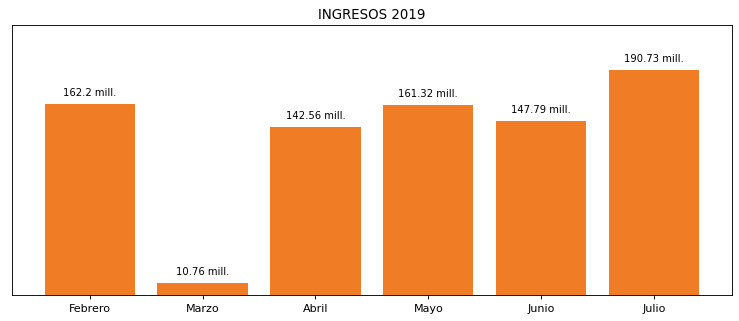 INGRESOS 2019
162.2 mill.
10.76 mill.
142.56 mill.
161.32 mill.
147.79 mill.
190.73 mill.
Febrero
Marzo
Abril
Mayo
Junio
Julio